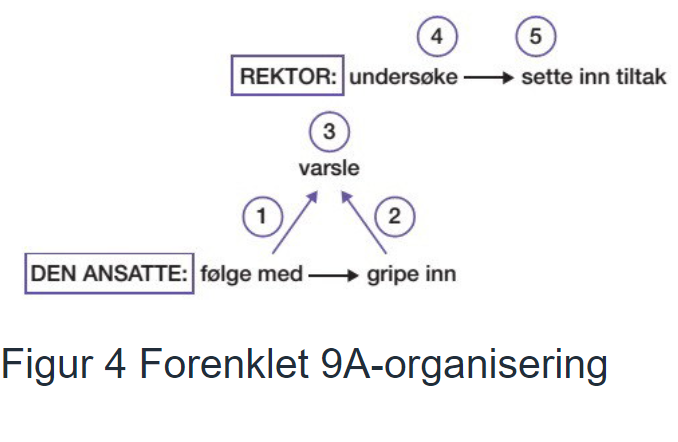 4 5
REKTOR: undersøke sette inn tiltak
3
varsle
1 2
DEN ANSATTE: følge med gripe inn
Figur 4 Forenklet 9A-organisering